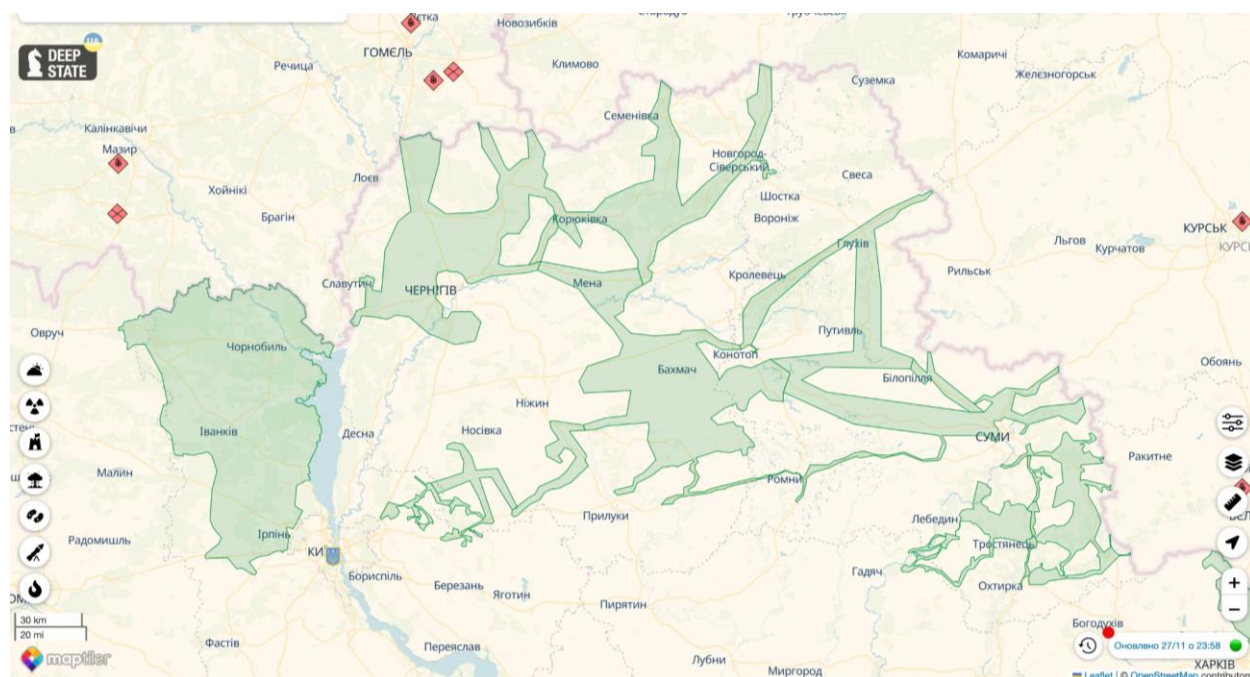 Новозибків
ГОМЄЛЬ
DEEP
STATE
UA
Речица
Климово
Комаричі
Суземка
Желєзногорськ
Калінкавічи
Мазир
Семенівка
Хойнікі
Лоєв
Новгород-
Сіверський
Свеса
Шостка
Брагін
Корюківка
Вороніж
КУРСЬК
Льгов
Курчатов
Глухів
Рильськ
Славутич
ЧЕРНІГІВ
Мена
Кролевець
Овруч
Чорнобиль
Путивль
Конотоп
Обоянь
Бахмач
Білопілля
Ніжин
Іванків
Десна
Носівка
СУМИ
Ракитне
Малин
Ромни
Прилуки
Лебедин
Ірпінь
Радомишль
Тростянець
Бориспіль
Гадяч
Охтирка
Березань
Яготин
Пирятин
30 km
20 mi
Богодухів
Фастів
Переяслав
Оновлено 27/11 о 23:58
maptiler
Лубни
Миргород
ХАРКІВ
Leaflet | © OpenStreetMap contributors